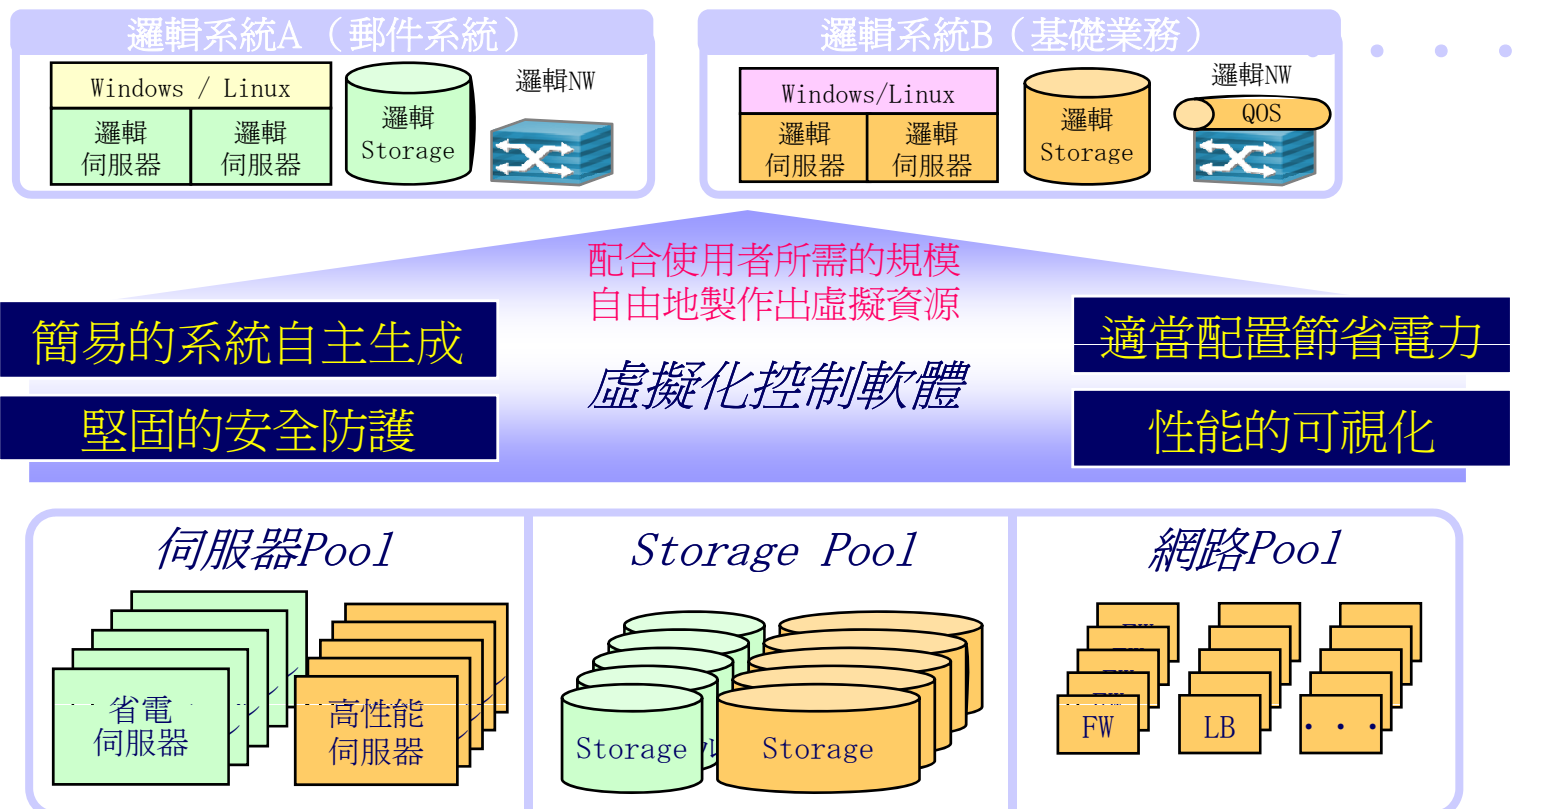 邏輯系統A（郵件系統）
邏輯系統B（基礎業務）
・・・・
Windows / Linux
邏輯
伺服器
邏輯
伺服器
邏輯
Storage
邏輯NW
Windows/Linux
邏輯
伺服器
邏輯
伺服器
邏輯
Storage
邏輯NW
QOS
配合使用者所需的規模
自由地製作出虛擬資源
虛擬化控制軟體
簡易的系統自主生成
堅固的安全防護
適當配置節省電力
性能的可視化
伺服器Pool
Storage Pool
網路Pool
省電
伺服器
高性能
伺服器
Storage
Storage
FW
LB
・・・